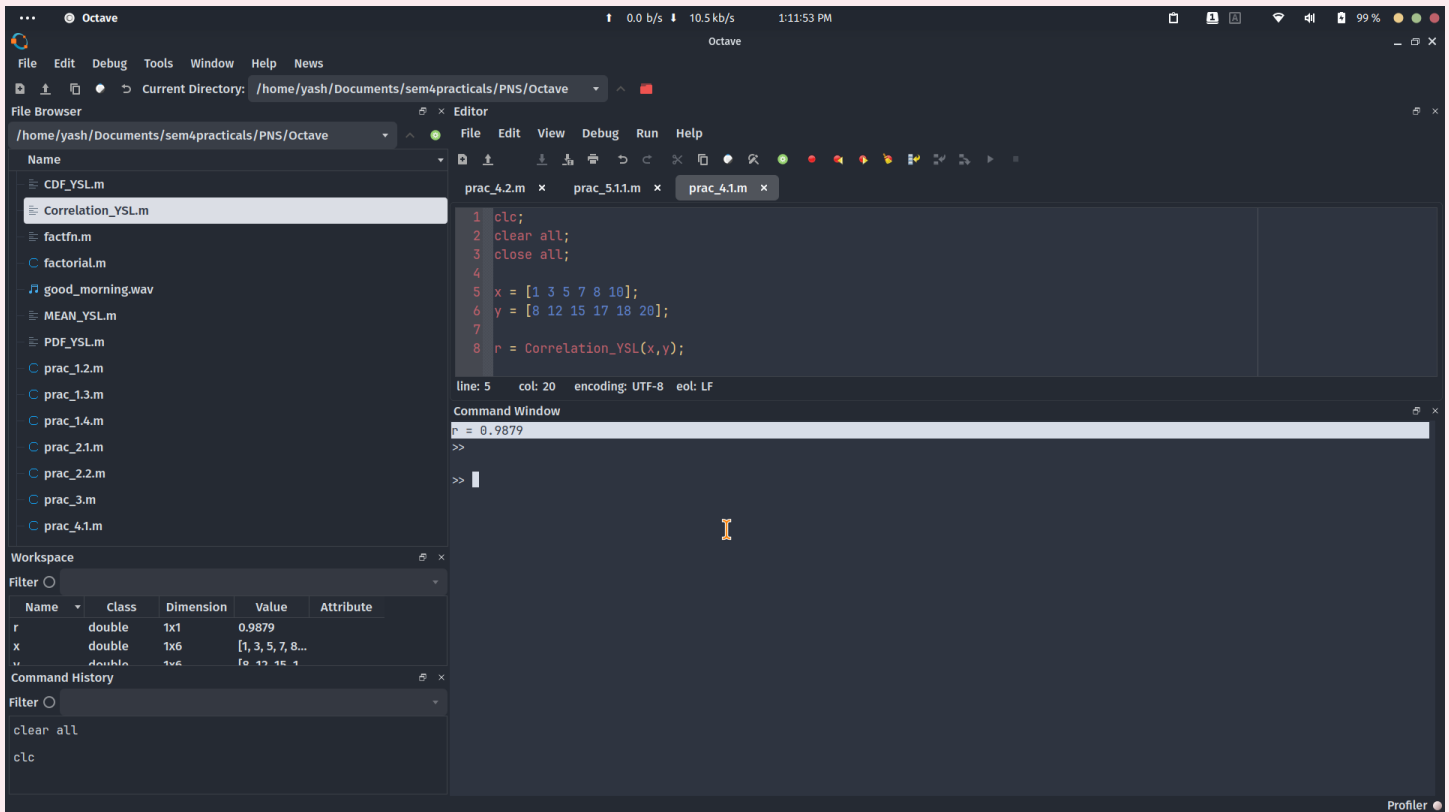 Octave
0.0 b/s
10.5 kb/s
1:11:53 PM
1
A
99 %
Octave
File Edit Debug Tools Window Help News
Current Directory: /home/yash/Documents/sem4practicals/PNS/Octave
File Browser
/home/yash/Documents/sem4practicals/PNS/Octave
Name
CDF_YSL.m
Correlation_YSL.m
factfn.m
factorial.m
good_morning.wav
MEAN_YSL.m
PDF_YSL.m
prac_1.2.m
prac_1.3.m
prac_1.4.m
prac_2.1.m
prac_2.2.m
prac_3.m
prac_4.1.m
Workspace
Filter
Name Class Dimension Value Attribute
r double 1x1 0.9879
x double 1x6 [1, 3, 5, 7, 8...
y double 1x6 [8, 12, 15, 1...
Command History
Filter
clear all
clc
Editor
File Edit View Debug Run Help
prac_4.2.m prac_5.1.1.m prac_4.1.m
1 clc;
2 clear all;
3 close all;
4
5 x = [1 3 5 7 8 10];
6 y = [8 12 15 17 18 20];
7
8 r = Correlation_YSL(x,y);
line: 5 col: 20 encoding: UTF-8 eol: LF
Command Window
r = 0.9879
>>
>>
Profiler